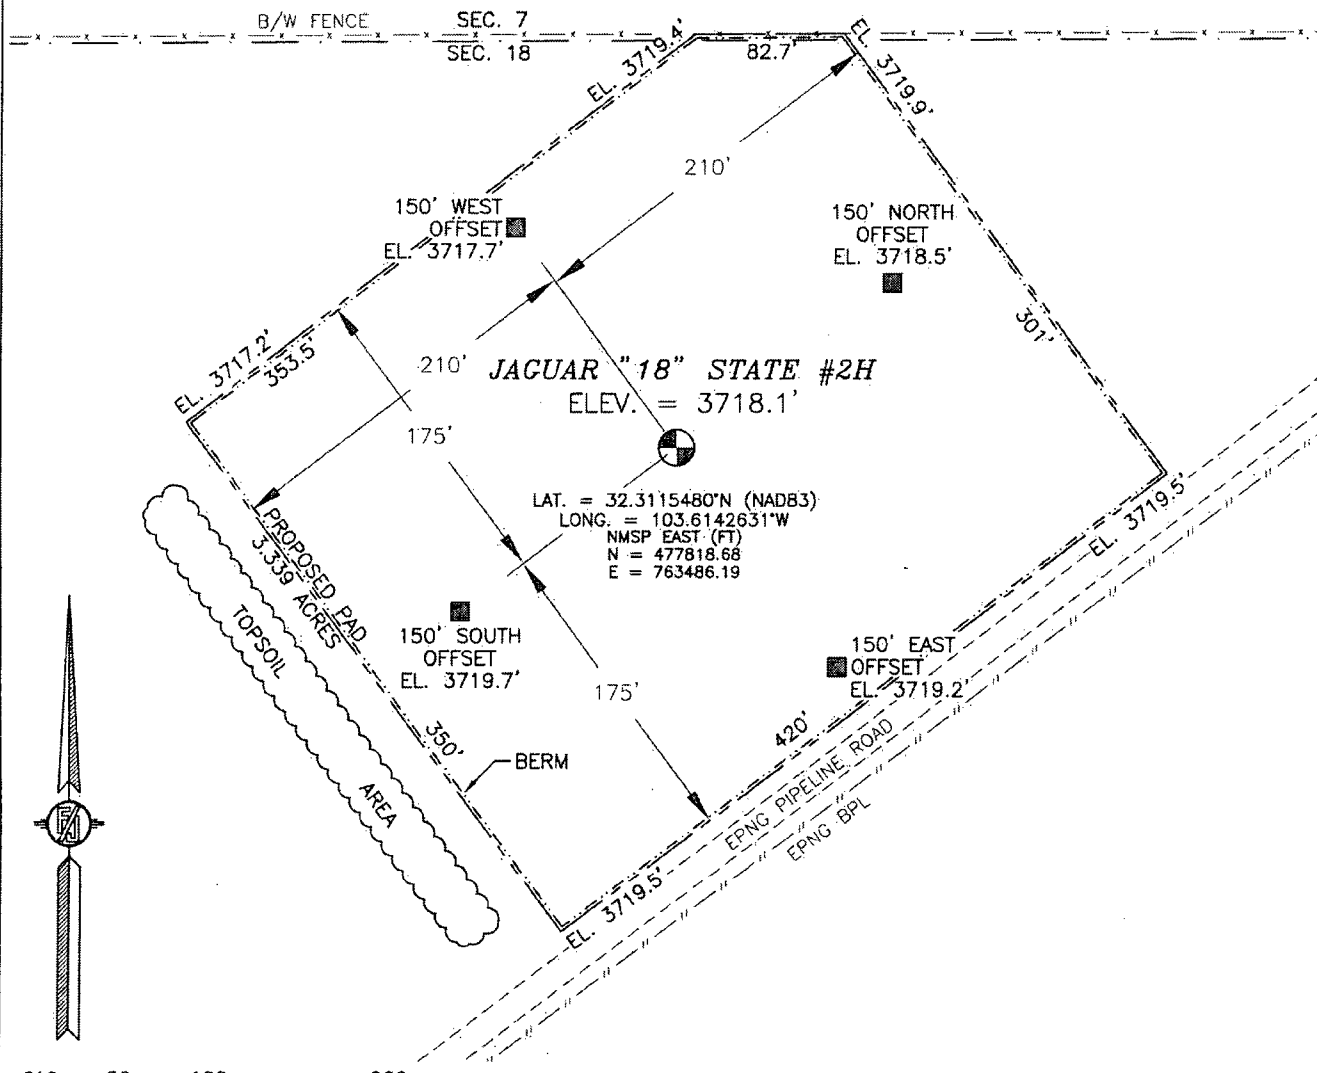 B/W FENCE
SEC. 7
SEC. 18
EL. 3719.4'
82.7'
EL. 3719.9'
210'
150' WEST
OFFSET
EL. 3717.7'
150' NORTH
OFFSET
EL. 3718.5'
301'
EL. 3717.2'
353.5'
210'
JAGUAR "18" STATE #2H
ELEV. = 3718.1'
175'
LAT. = 32.3115480°N (NAD83)
LONG. = 103.6142631°W
NMSP EAST (FT)
N = 477818.68
E = 763486.19
EL. 3719.5'
PROPOSED PAD
3.339 ACRES
TOPSOIL
AREA
150' SOUTH
OFFSET
EL. 3719.7'
175'
150' EAST
OFFSET
EL. 3719.2'
350'
BERM
420'
EPNG PIPELINE ROAD
EPNG BPL
EL. 3719.5'